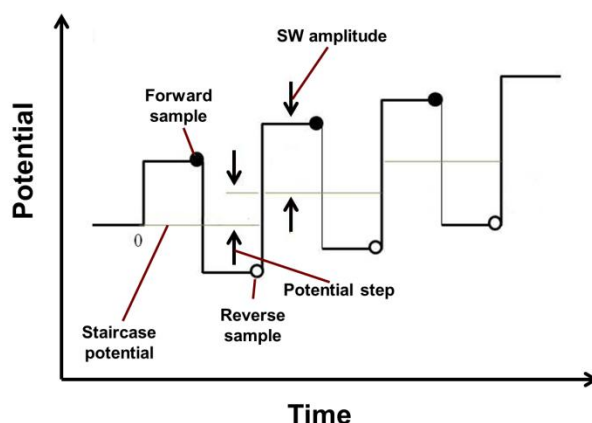 SW amplitude
Forward
sample
Potential
0
Potential step
Reverse
sample
Staircase
potential
Time